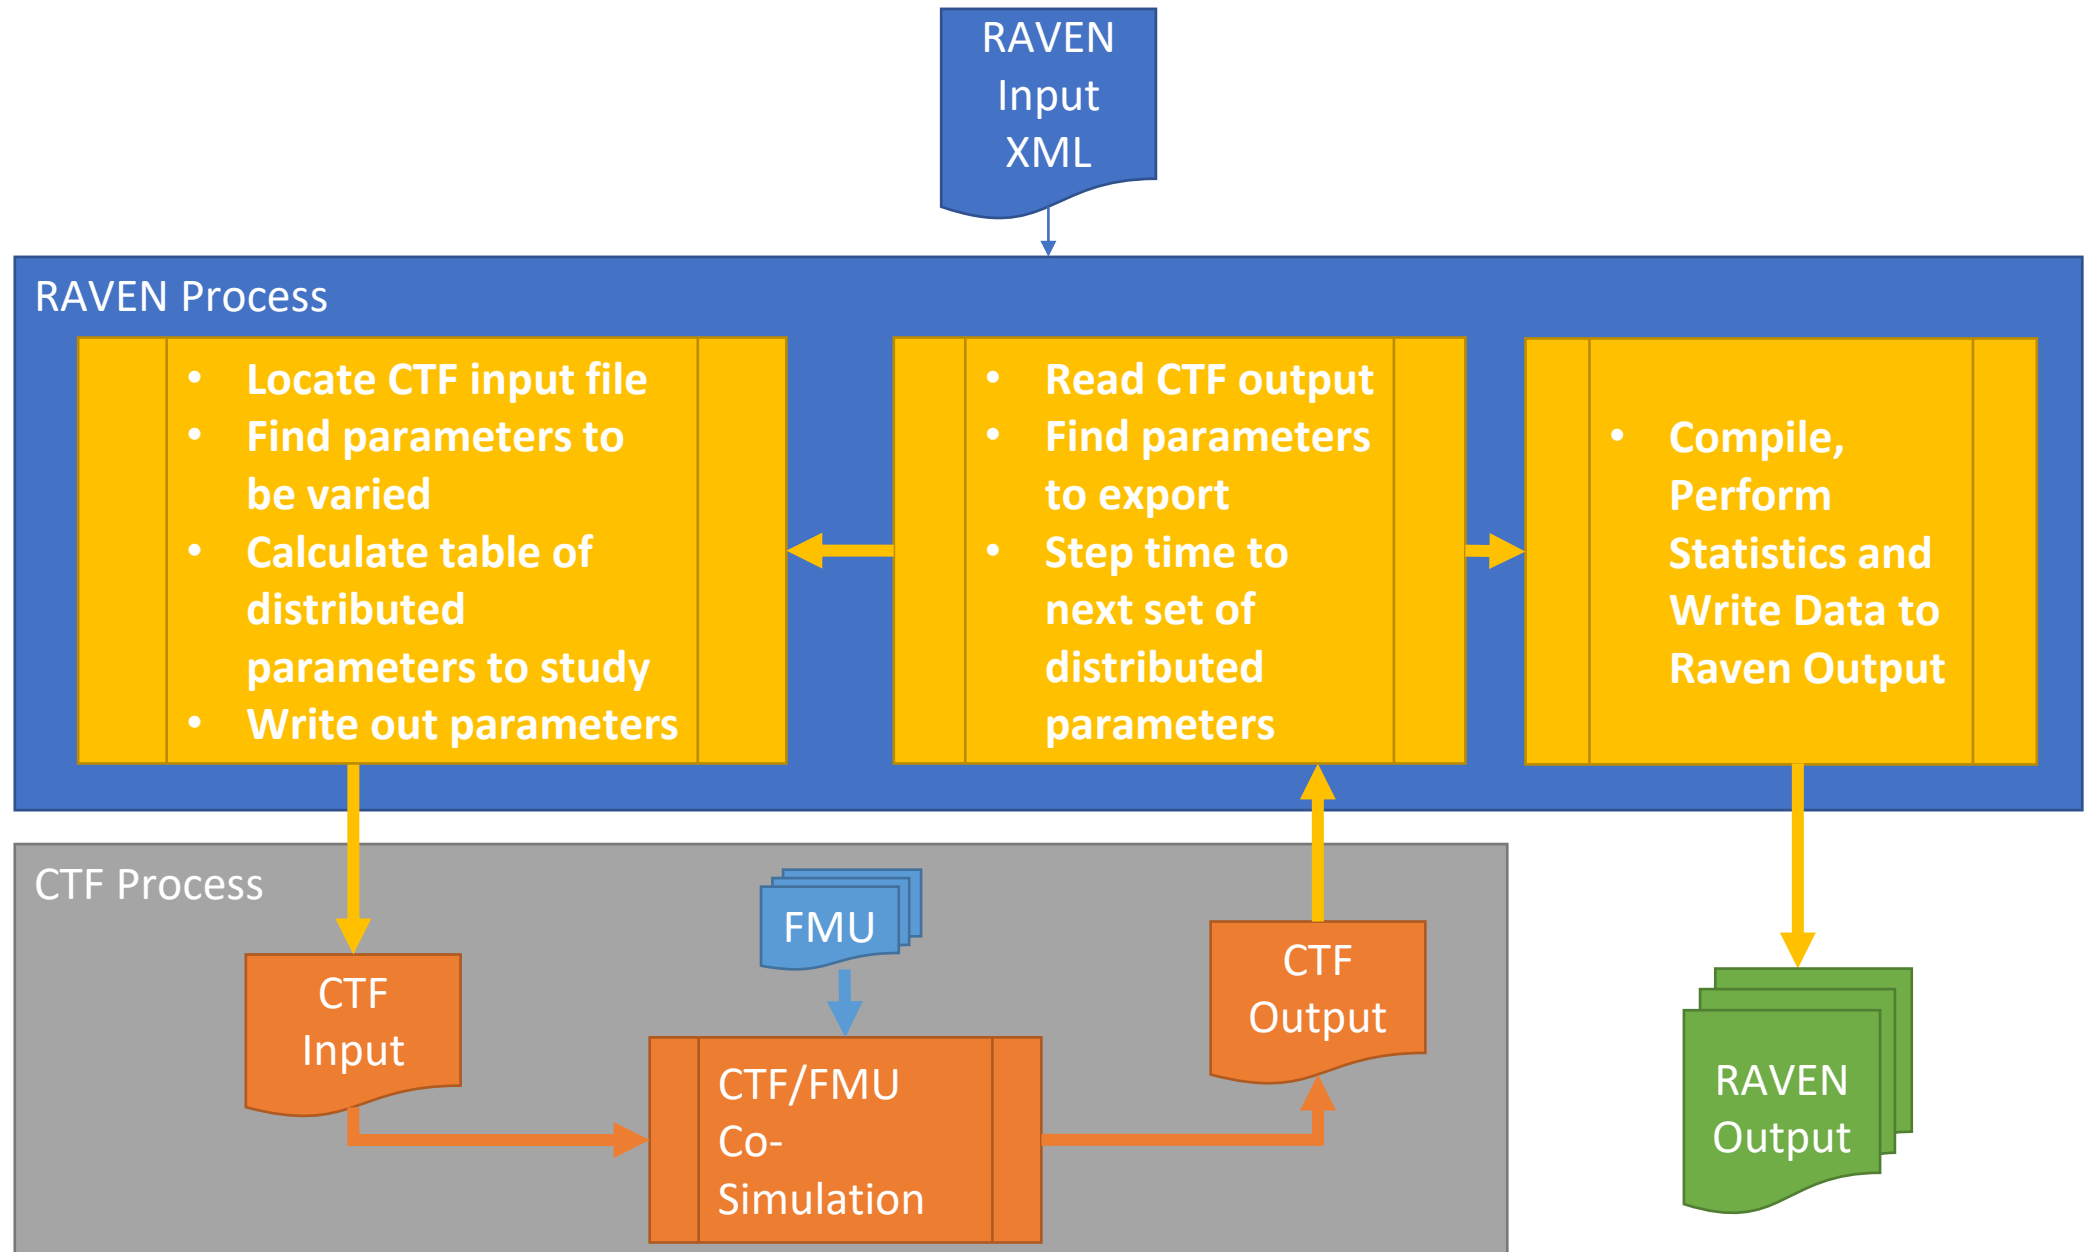 RAVEN
Input
XML
RAVEN Process
• Locate CTF input file
• Find parameters to
be varied
• Calculate table of
distributed
parameters to study
• Write out parameters
• Read CTF output
• Find parameters
to export
• Step time to
next set of
distributed
parameters
• Compile,
Perform
Statistics and
Write Data to
Raven Output
CTF Process
FMU
CTF
Input
CTF/FMU
Co-
Simulation
CTF
Output
RAVEN
Output